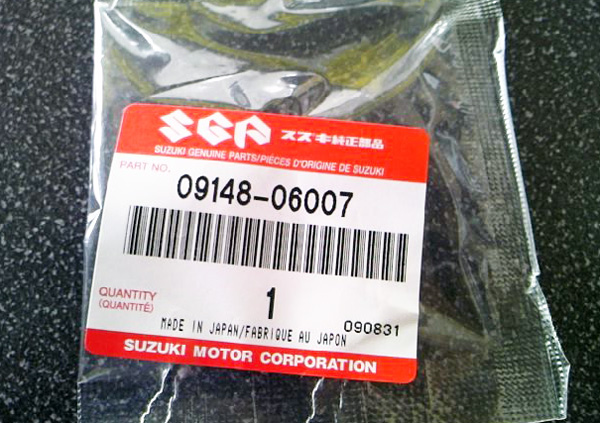 SGP スズキ純正部品
SUZUKI GENUINE PARTS/PIÈCES D'ORIGINE DE SUZUKI
PART NO.
09148-06007
QUANTITY 1
(QUANTITÉ)
090831
MADE IN JAPAN/FABRIQUE AU JAPON
SUZUKI MOTOR CORPORATION